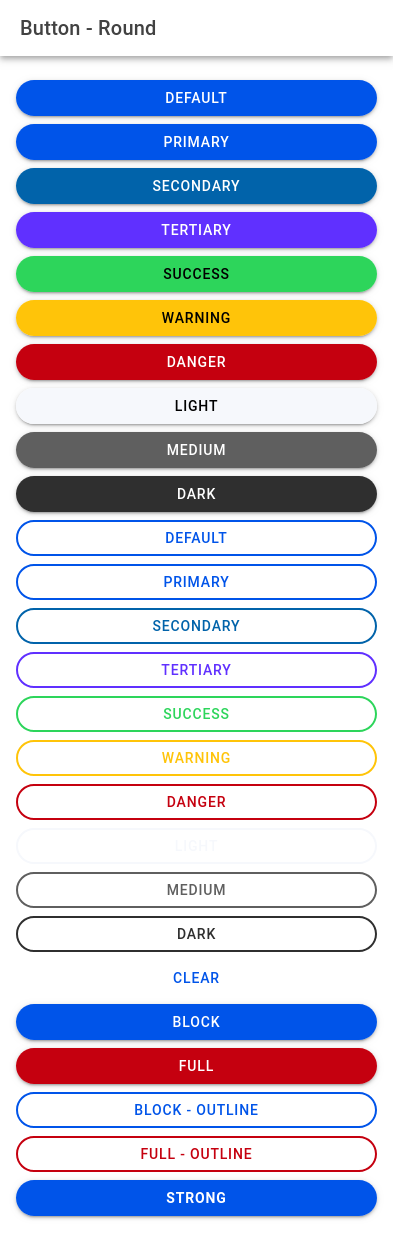 Button - Round
DEFAULT
PRIMARY
SECONDARY
TERTIARY
SUCCESS
WARNING
DANGER
LIGHT
MEDIUM
DARK
DEFAULT
PRIMARY
SECONDARY
TERTIARY
SUCCESS
WARNING
DANGER
LIGHT
MEDIUM
DARK
CLEAR
BLOCK
FULL
BLOCK - OUTLINE
FULL - OUTLINE
STRONG